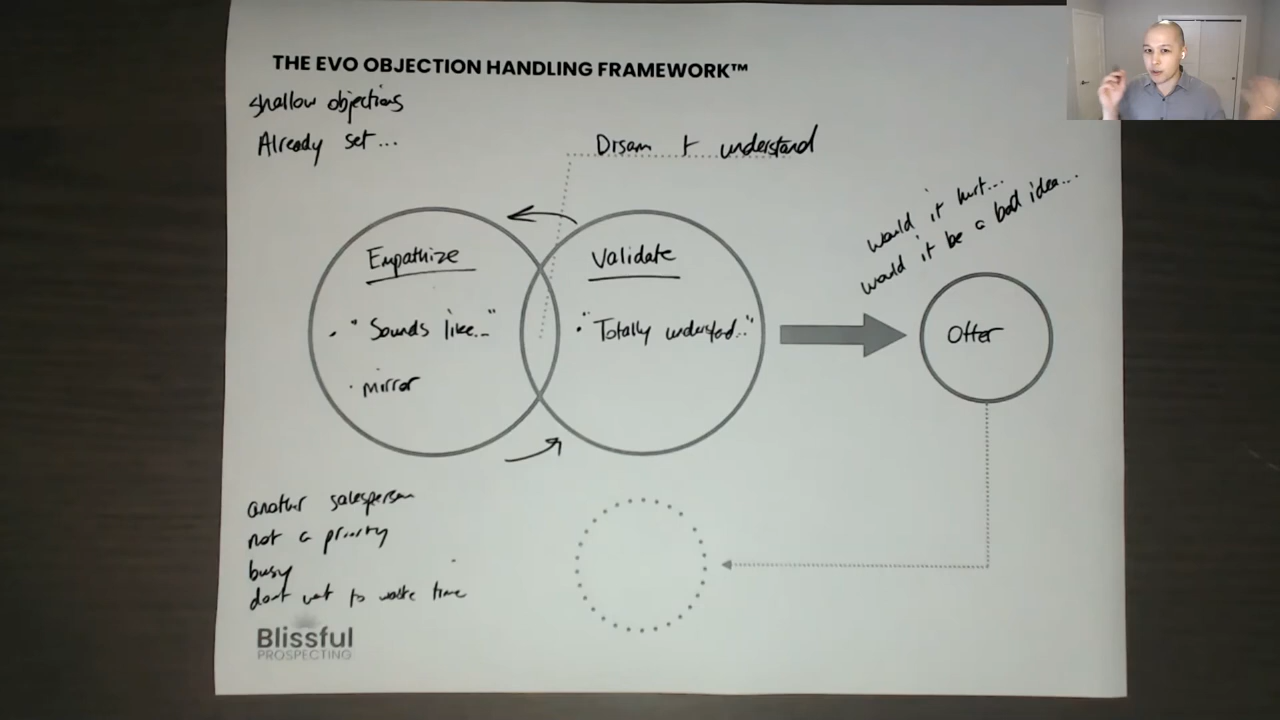 THE EVO OBJECTION HANDLING FRAMEWORK™
shallow objections
Already set...
Disarm + understand
would it hurt...
would it be a bad idea...
Empathize
• "Sounds like..."
• mirror
Validate
• "Totally understand..."
Offer
another salesperson
not a priority
busy
dont want to waste time
Blissful
PROSPECTING